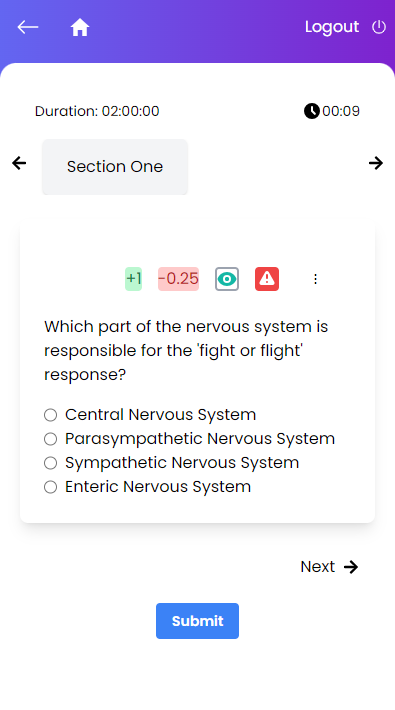 Logout
Duration: 02:00:00
00:09
Section One
+1 -0.25
Which part of the nervous system is
responsible for the 'fight or flight'
response?
Central Nervous System
Parasympathetic Nervous System
Sympathetic Nervous System
Enteric Nervous System
Next
Submit